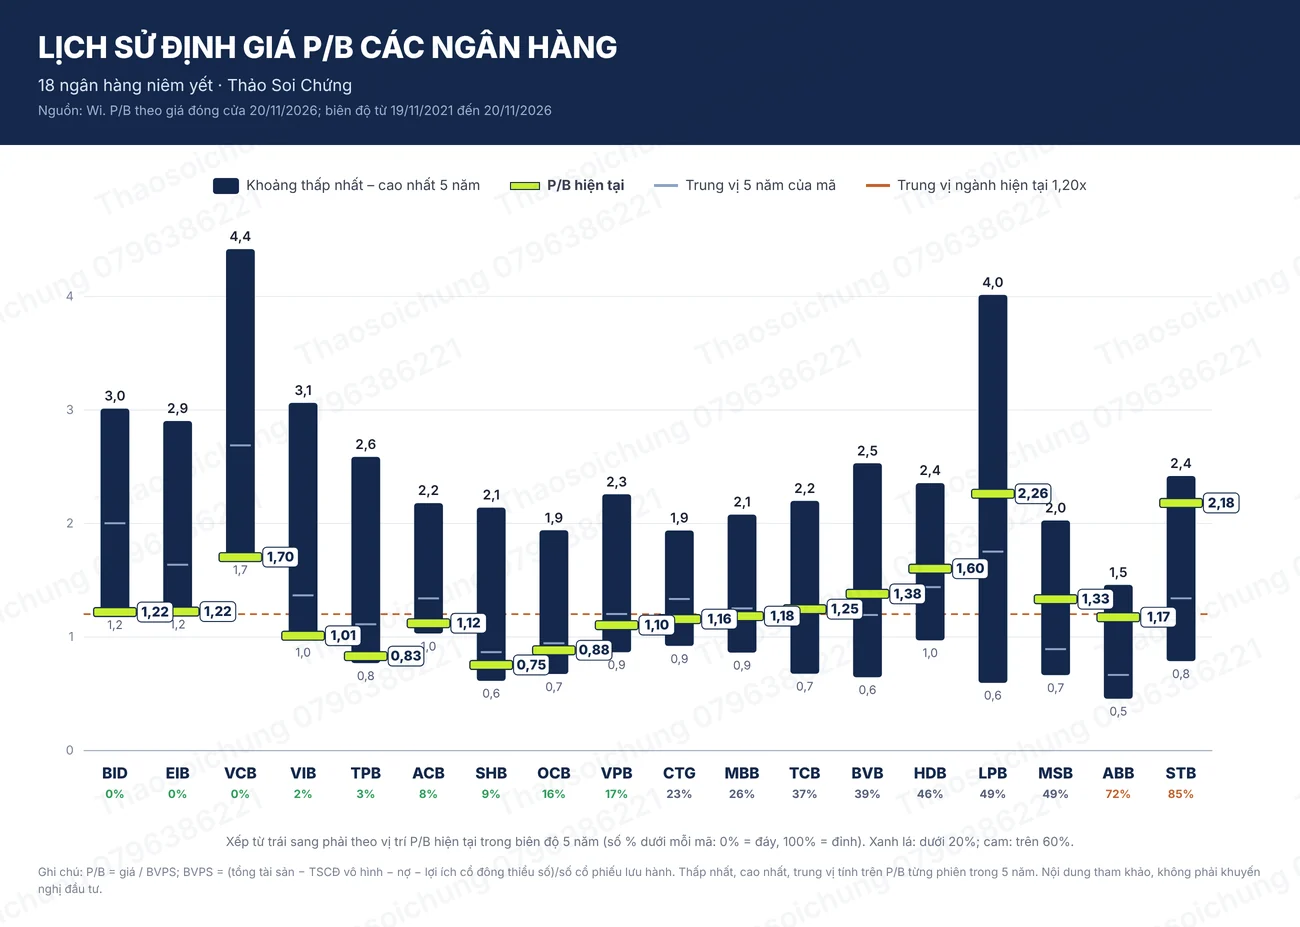 LỊCH SỬ ĐỊNH GIÁ P/B CÁC NGÂN HÀNG
18 ngân hàng niêm yết · Thảo Soi Chứng
Nguồn: Wi. P/B theo giá đóng cửa 20/11/2026; biên độ từ 19/11/2021 đến 20/11/2026
Khoảng thấp nhất – cao nhất 5 năm P/B hiện tại Trung vị 5 năm của mã Trung vị ngành hiện tại 1,20x
4,4
4,0
4
3,0 2,9 3,1
3
2,6 2,2 2,1 1,9 2,3 1,9 2,1 2,2 2,5 2,4 2,0 1,5 2,4
2
1,22 1,22 1,70 1,01 0,83 1,12 0,75 0,88 1,10 1,16 1,18 1,25 1,38 1,60 2,26 1,33 1,17 2,18
1
1,2 1,2 1,7 1,0 0,8 1,0 0,6 0,7 0,9 0,9 0,9 0,7 0,6 1,0 0,6 0,7 0,5 0,8
0
BID EIB VCB VIB TPB ACB SHB OCB VPB CTG MBB TCB BVB HDB LPB MSB ABB STB
0% 0% 0% 2% 3% 8% 9% 16% 17% 23% 26% 37% 39% 46% 49% 49% 72% 85%
Xếp từ trái sang phải theo vị trí P/B hiện tại trong biên độ 5 năm (số % dưới mỗi mã: 0% = đáy, 100% = đỉnh). Xanh lá: dưới 20%; cam: trên 60%.
Ghi chú: P/B = giá / BVPS; BVPS = (tổng tài sản − TSCĐ vô hình − nợ − lợi ích cổ đông thiểu số)/số cổ phiếu lưu hành. Thấp nhất, cao nhất, trung vị tính trên P/B từng phiên trong 5 năm. Nội dung tham khảo, không phải khuyến
nghị đầu tư.
Thaosoichung 0796386221